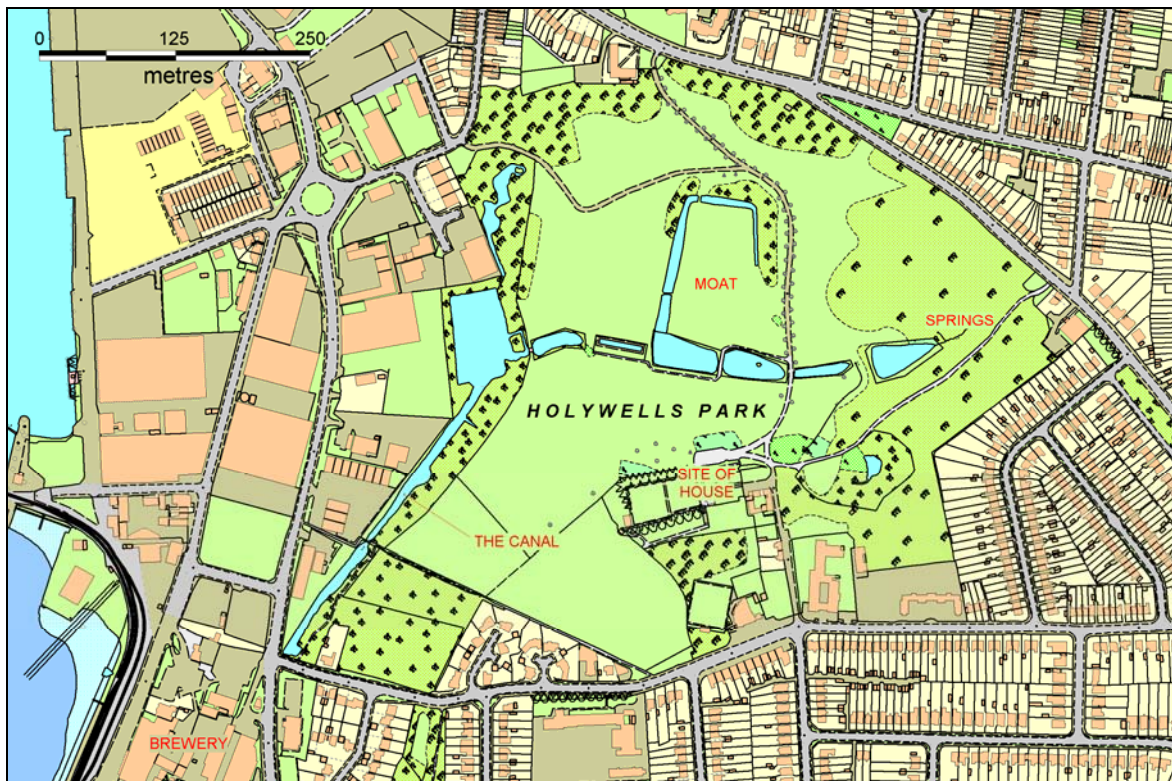 0 125 250
metres
MOAT
SPRINGS
HOLYWELLS PARK
SITE OF
HOUSE
THE CANAL
BREWERY